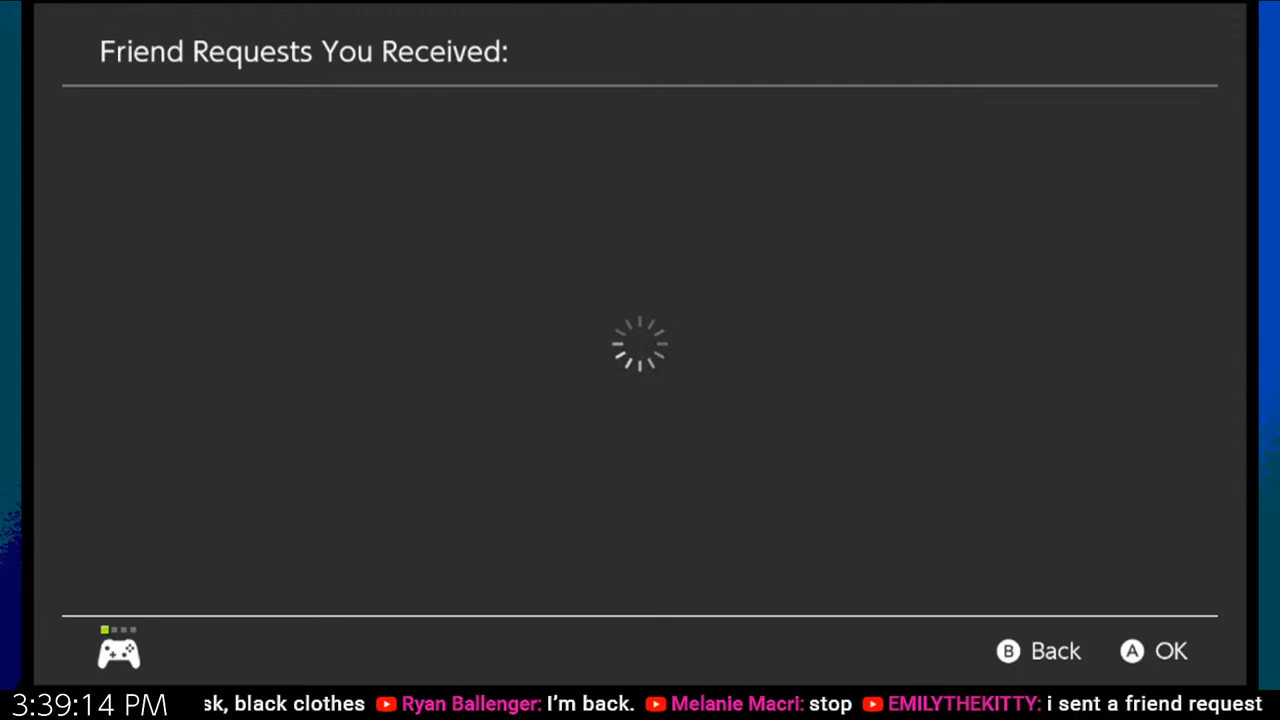 Friend Requests You Received:
B Back A OK
3:39:14 PM sk, black clothes Ryan Ballenger: I'm back. Melanie Macri: stop EMILYTHEKITTY: i sent a friend request